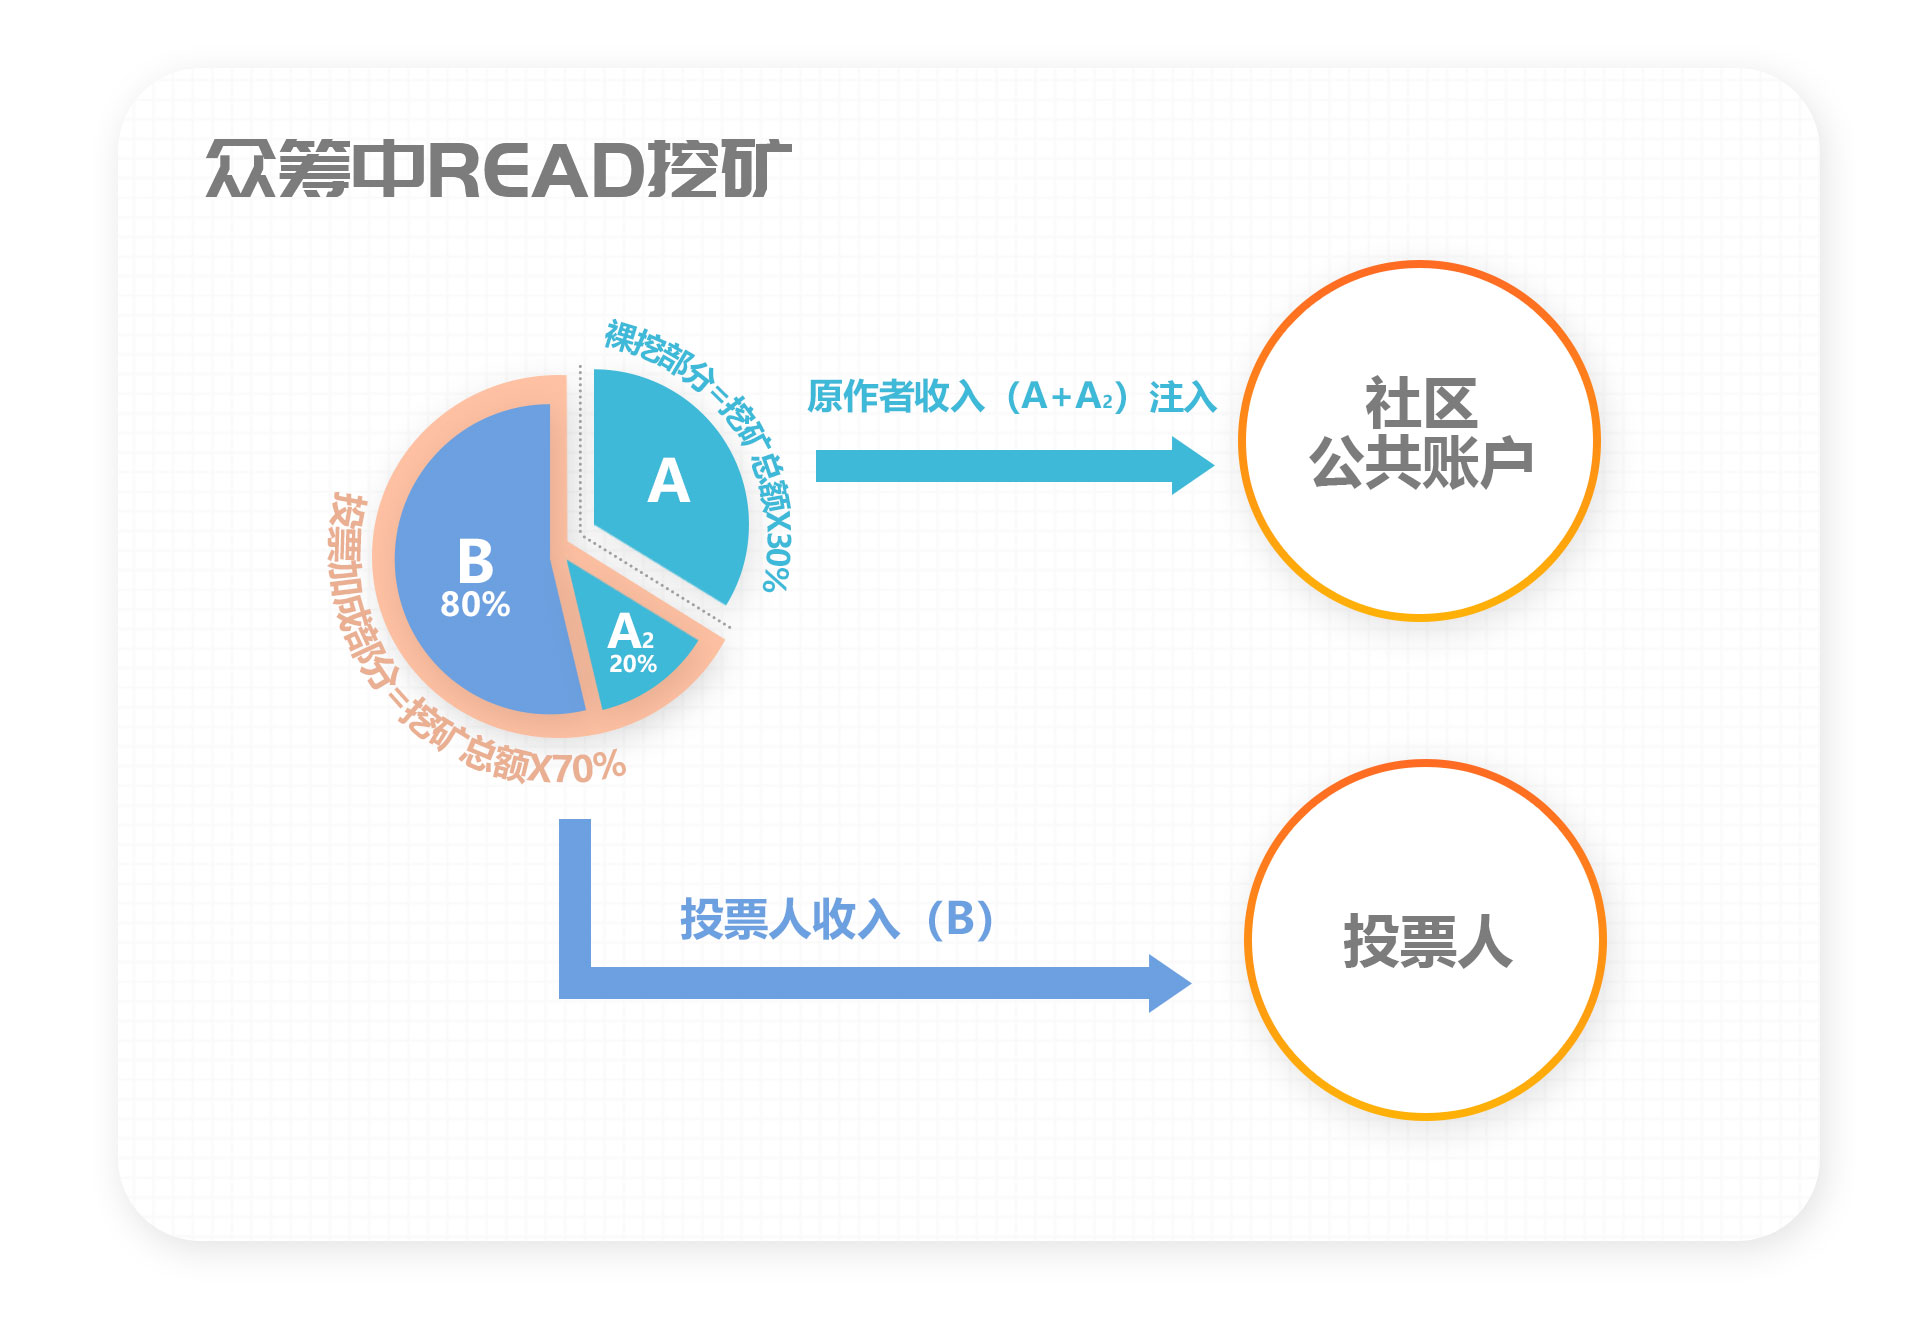 众筹中READ挖矿
裸挖部分=挖矿总额X30%
A
B
80%
A₂
20%
投票加成部分=挖矿总额X70%
原作者收入（A+A₂）注入
社区
公共账户
投票人收入（B）
投票人